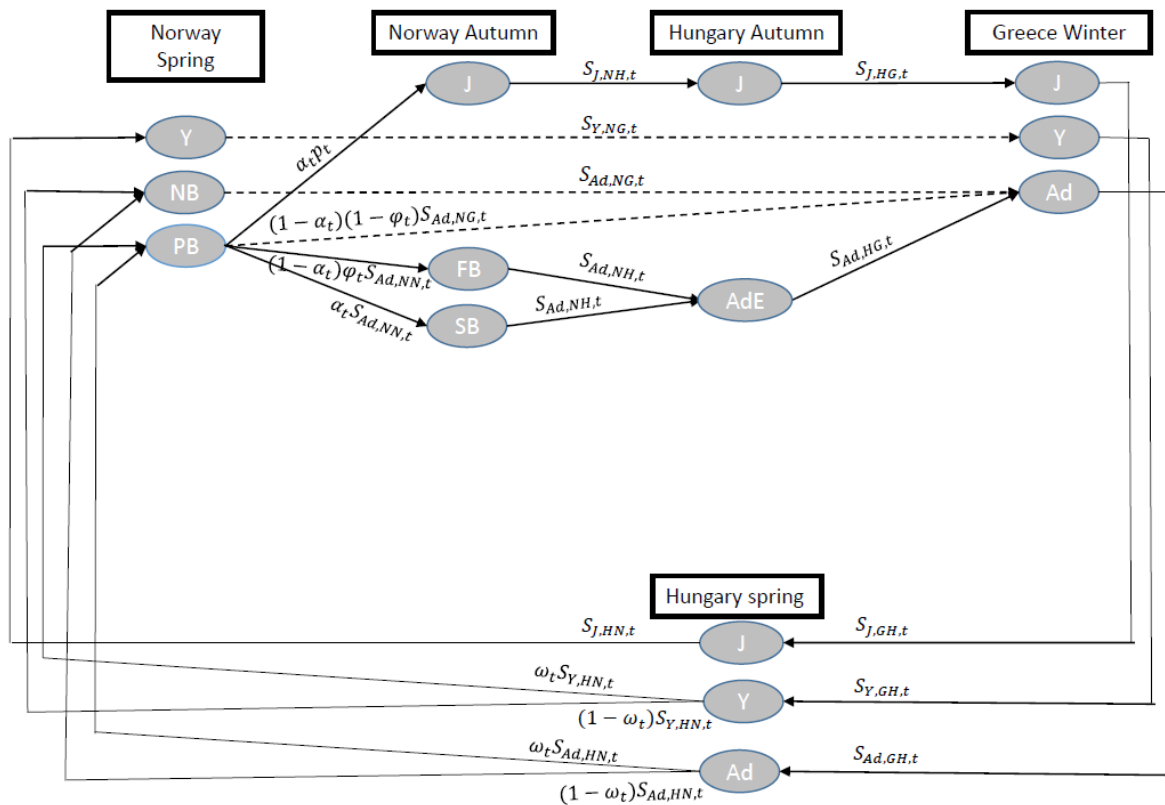 Norway
Spring
Norway Autumn
Hungary Autumn
Greece Winter
J
S_{J,NH,t}
J
S_{J,HG,t}
J
Y
S_{Y,NG,t}
Y
α_t p_t
NB
S_{Ad,NG,t}
Ad
(1 − α_t)(1 − φ_t)S_{Ad,NG,t}
PB
(1 − α_t)φ_t S_{Ad,NN,t}
FB
S_{Ad,NH,t}
S_{Ad,HG,t}
α_t S_{Ad,NN,t}
SB
S_{Ad,NH,t}
AdE
Hungary spring
S_{J,HN,t}
J
S_{J,GH,t}
ω_t S_{Y,HN,t}
Y
S_{Y,GH,t}
(1 − ω_t)S_{Y,HN,t}
ω_t S_{Ad,HN,t}
Ad
S_{Ad,GH,t}
(1 − ω_t)S_{Ad,HN,t}